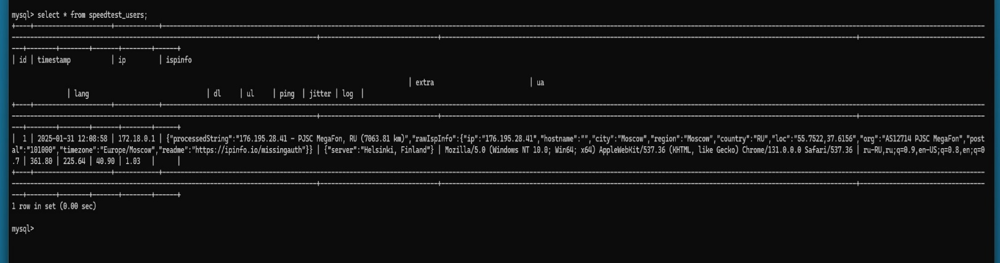 mysql> select * from speedtest_users;
+----+---------------------+------------+---------------------------------------------------------------------------------------------------------------------------------------------------------------------------------------------------------------------------
-----------------------------------------------------------------------------------+--------------------------------+----------------------------------------------------------------------------------------------------------------+----------------------------------
---+--------+--------+-------+--------+------+
| id | timestamp           | ip         | ispinfo
| extra                          | ua
| lang                                | dl     | ul     | ping  | jitter | log  |
+----+---------------------+------------+---------------------------------------------------------------------------------------------------------------------------------------------------------------------------------------------------------------------------
-----------------------------------------------------------------------------------+--------------------------------+----------------------------------------------------------------------------------------------------------------+----------------------------------
---+--------+--------+-------+--------+------+
|  1 | 2025-01-31 12:08:58 | 172.18.0.1 | {"processedString":"176.195.28.41 - PJSC MegaFon, RU (7063.81 km)","rawIspInfo":{"ip":"176.195.28.41","hostname":"","city":"Moscow","region":"Moscow","country":"RU","loc":"55.7522,37.6156","org":"AS12714 PJSC MegaFon","post
al":"101000","timezone":"Europe/Moscow","readme":"https://ipinfo.io/missingauth"}} | {"server":"Helsinki, Finland"} | Mozilla/5.0 (Windows NT 10.0; Win64; x64) AppleWebKit/537.36 (KHTML, like Gecko) Chrome/131.0.0.0 Safari/537.36 | ru-RU,ru;q=0.9,en-US;q=0.8,en;q=0
.7 | 361.80 | 225.64 | 40.90 | 1.03   |      |
+----+---------------------+------------+---------------------------------------------------------------------------------------------------------------------------------------------------------------------------------------------------------------------------
-----------------------------------------------------------------------------------+--------------------------------+----------------------------------------------------------------------------------------------------------------+----------------------------------
---+--------+--------+-------+--------+------+
1 row in set (0.00 sec)
mysql>